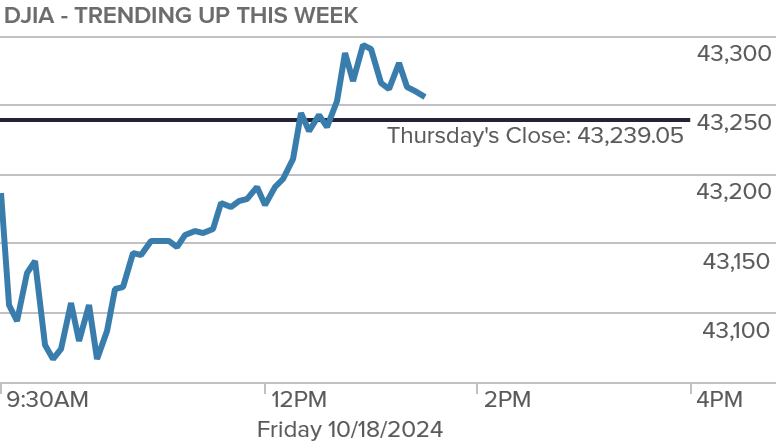 DJIA - TRENDING UP THIS WEEK
43,300
43,250
Thursday's Close: 43,239.05
43,200
43,150
43,100
9:30AM 12PM 2PM 4PM
Friday 10/18/2024